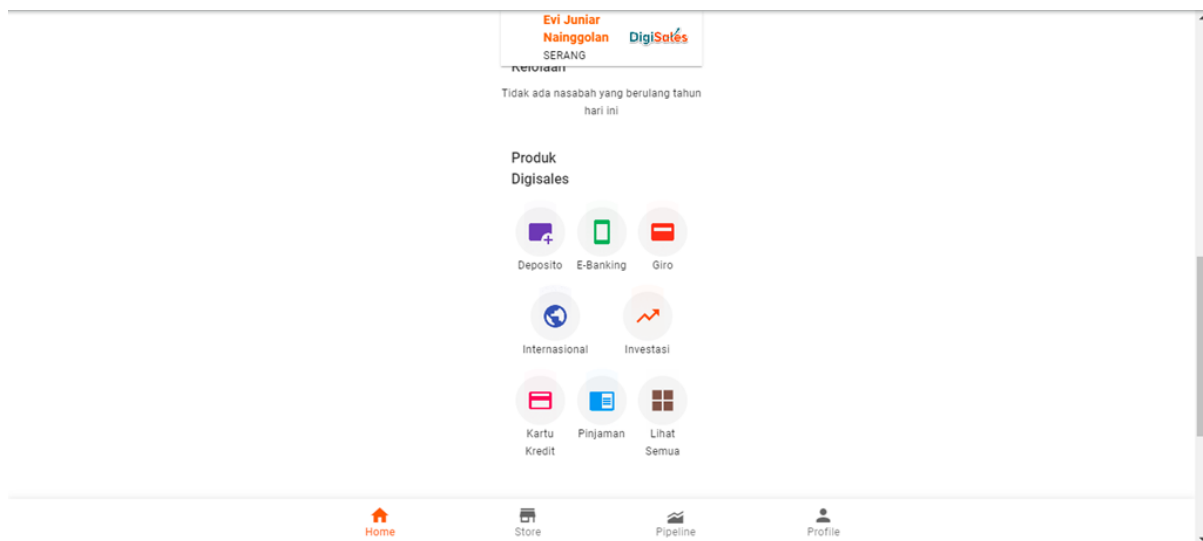 Evi Juniar
Nainggolan
DigiSales
SERANG
Kelolaan
Tidak ada nasabah yang berulang tahun
hari ini
Produk
Digisales
Deposito E-Banking Giro
Internasional Investasi
Kartu Pinjaman Lihat
Kredit Semua
Home Store Pipeline Profile